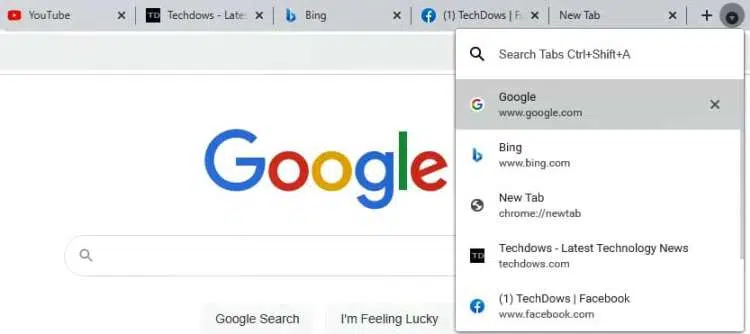 YouTube
Techdows - Late
Bing
(1) TechDows | F
New Tab
Search Tabs Ctrl+Shift+A
Google
www.google.com
Bing
www.bing.com
New Tab
chrome://newtab
Techdows - Latest Technology News
techdows.com
(1) TechDows | Facebook
www.facebook.com
Google
Google Search
I'm Feeling Lucky
TD
TD